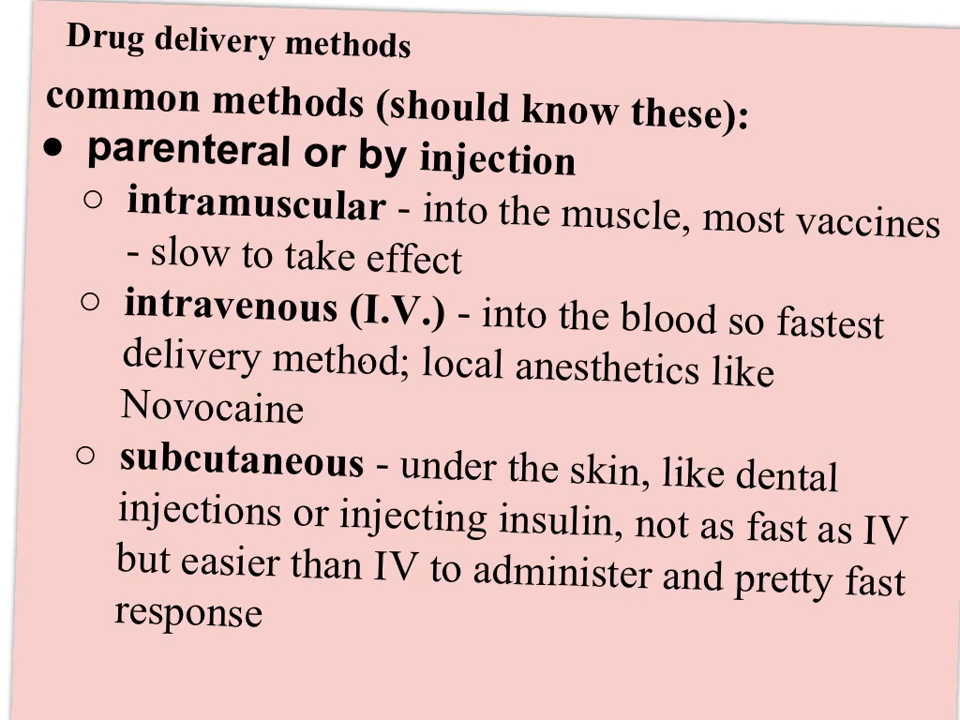 Drug delivery methods
common methods (should know these):
● parenteral or by injection
○ intramuscular - into the muscle, most vaccines
- slow to take effect
○ intravenous (I.V.) - into the blood so fastest
delivery method; local anesthetics like
Novocaine
○ subcutaneous - under the skin, like dental
injections or injecting insulin, not as fast as IV
but easier than IV to administer and pretty fast
response